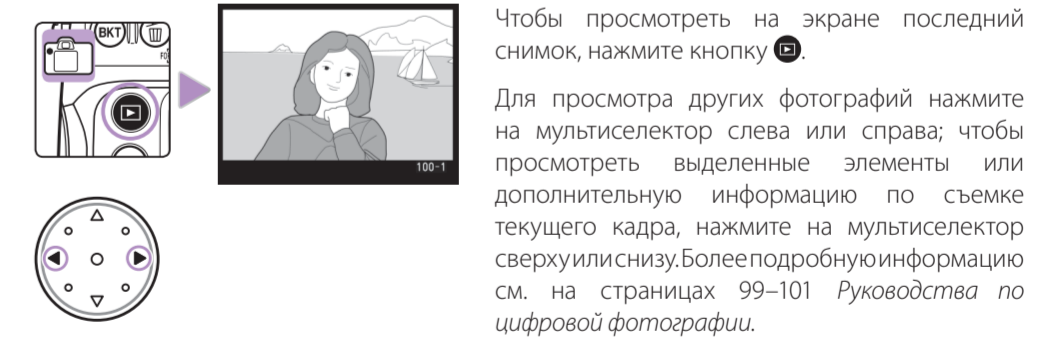 BKT
FO
100-1
Чтобы просмотреть на экране последний
снимок, нажмите кнопку
Для просмотра других фотографий нажмите
на мультиселектор слева или справа; чтобы
просмотреть выделенные элементы или
дополнительную информацию по съемке
текущего кадра, нажмите на мультиселектор
сверху или снизу. Более подробную информацию
см. на страницах 99–101 Руководства по
цифровой фотографии.